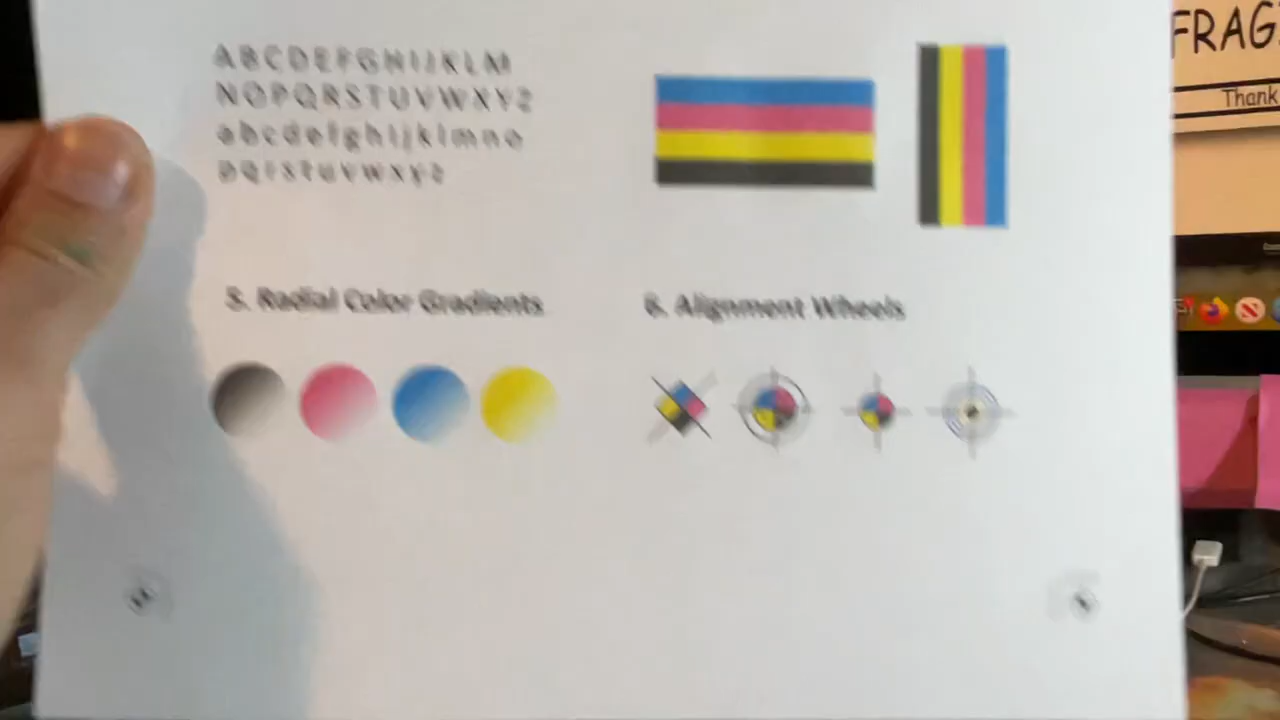 ABCDEFGHIJKLM
NOPQRSTUVWXYZ
abcdefghijklmno
pqrstuvwxyz
5. Radial Color Gradients
6. Alignment Wheels
FRAG
Thank